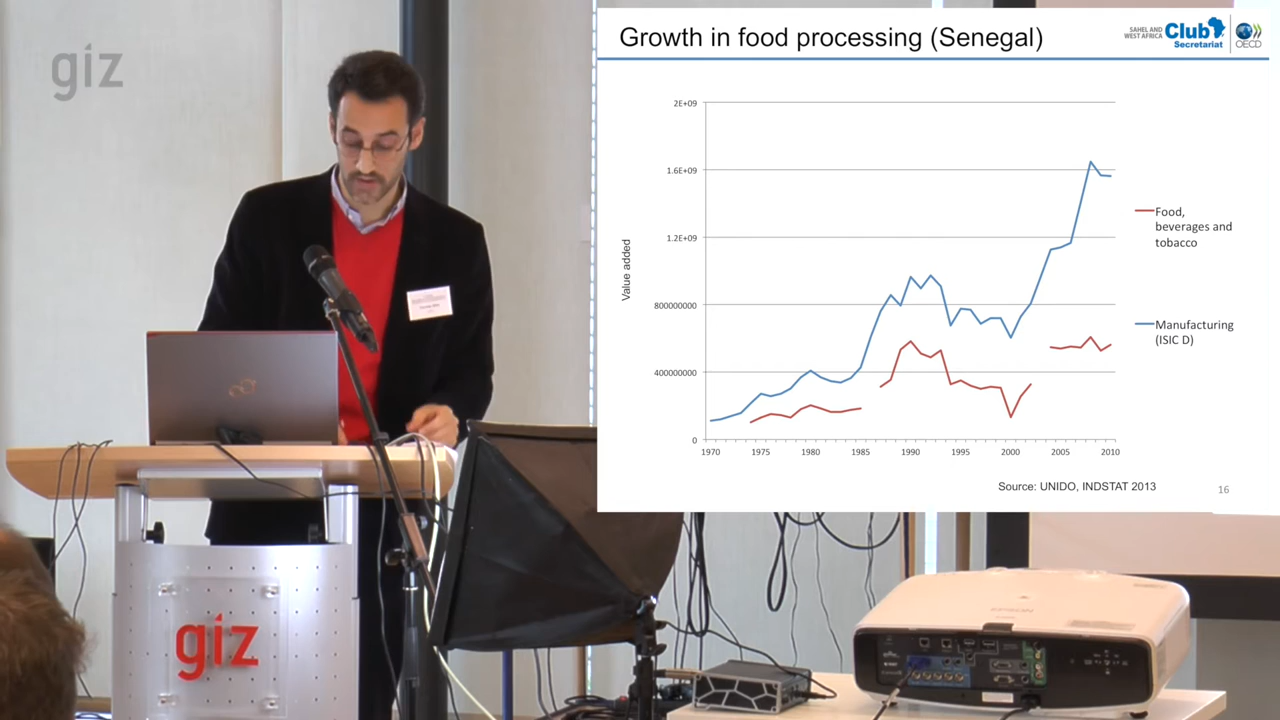 giz
Growth in food processing (Senegal)
SAHEL AND
WEST AFRICA
Club
Secretariat
OECD
2E+09
1.6E+09
1.2E+09
800000000
400000000
0
Value added
1970 1975 1980 1985 1990 1995 2000 2005 2010
Food,
beverages and
tobacco
Manufacturing
(ISIC D)
Source: UNIDO, INDSTAT 2013
16
giz